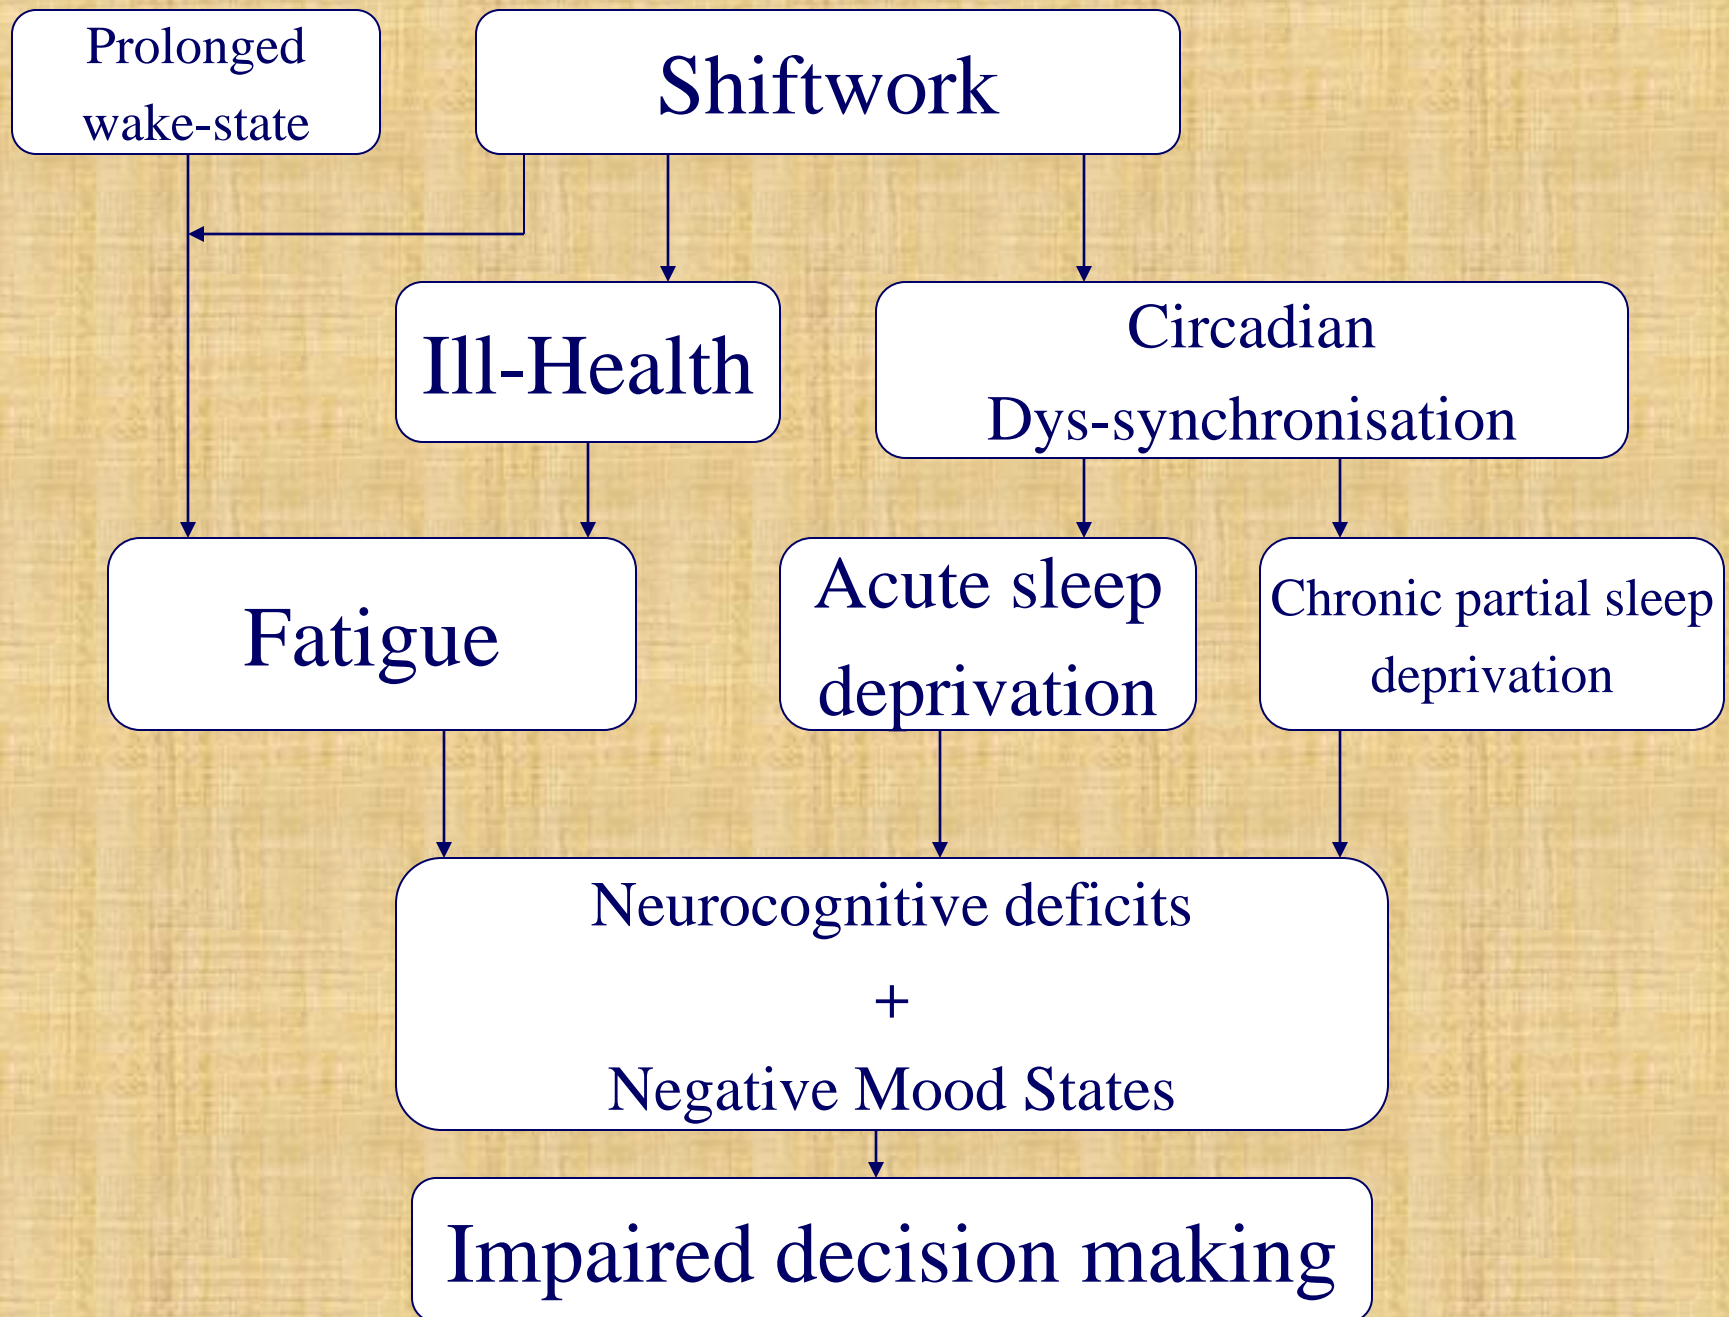 Prolonged
wake-state
Shiftwork
Ill-Health
Circadian
Dys-synchronisation
Fatigue
Acute sleep
deprivation
Chronic partial sleep
deprivation
Neurocognitive deficits
+
Negative Mood States
Impaired decision making